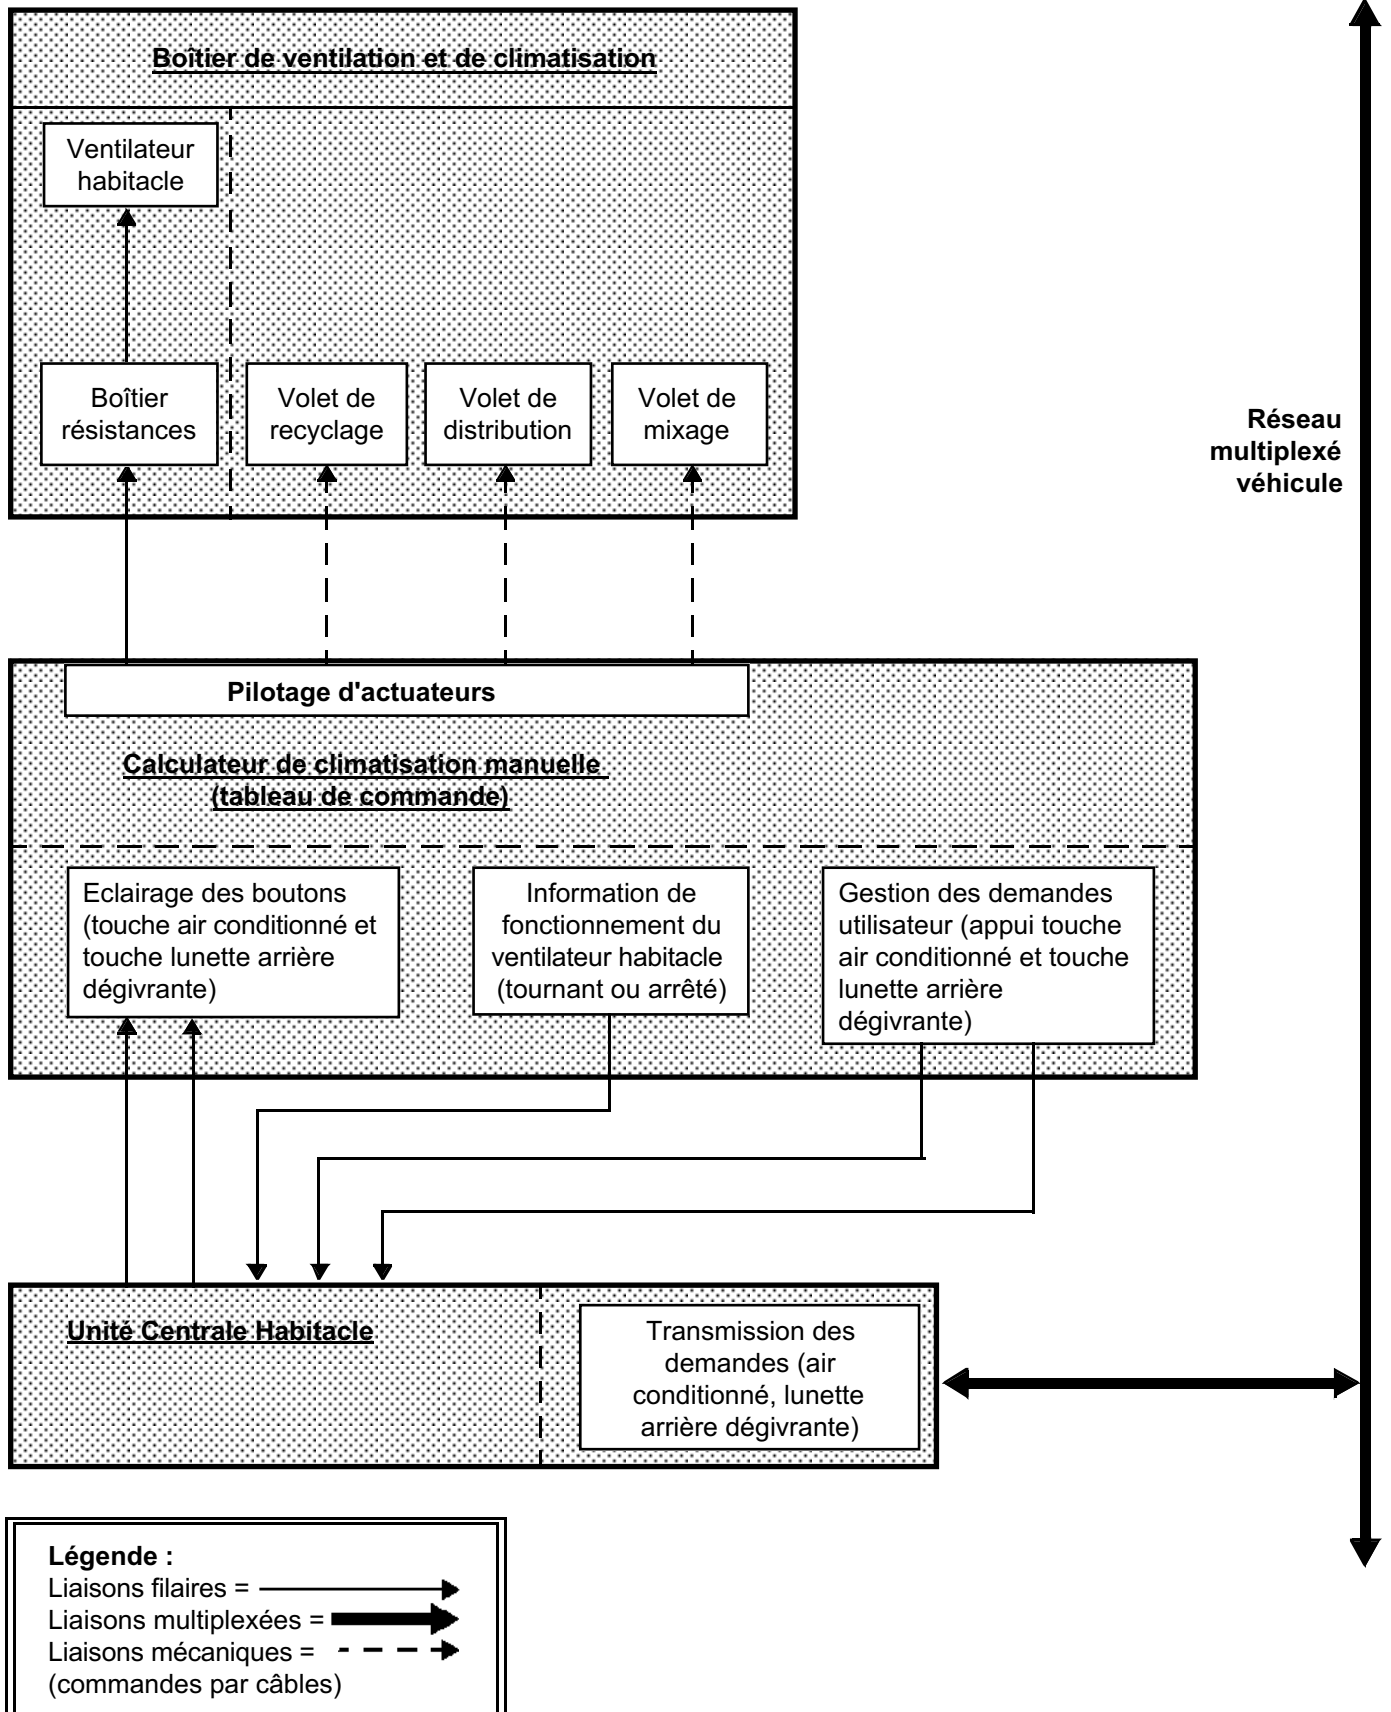 Boîtier de ventilation et de climatisation
Ventilateur
habitacle
Boîtier
résistances
Volet de
recyclage
Volet de
distribution
Volet de
mixage
Réseau
multiplexé
véhicule
Pilotage d'actuateurs
Calculateur de climatisation manuelle
(tableau de commande)
Eclairage des boutons
(touche air conditionné et
touche lunette arrière
dégivrante)
Information de
fonctionnement du
ventilateur habitacle
(tournant ou arrêté)
Gestion des demandes
utilisateur (appui touche
air conditionné et touche
lunette arrière
dégivrante)
Unité Centrale Habitacle
Transmission des
demandes (air
conditionné, lunette
arrière dégivrante)
Légende :
Liaisons filaires =
Liaisons multiplexées =
Liaisons mécaniques =
(commandes par câbles)